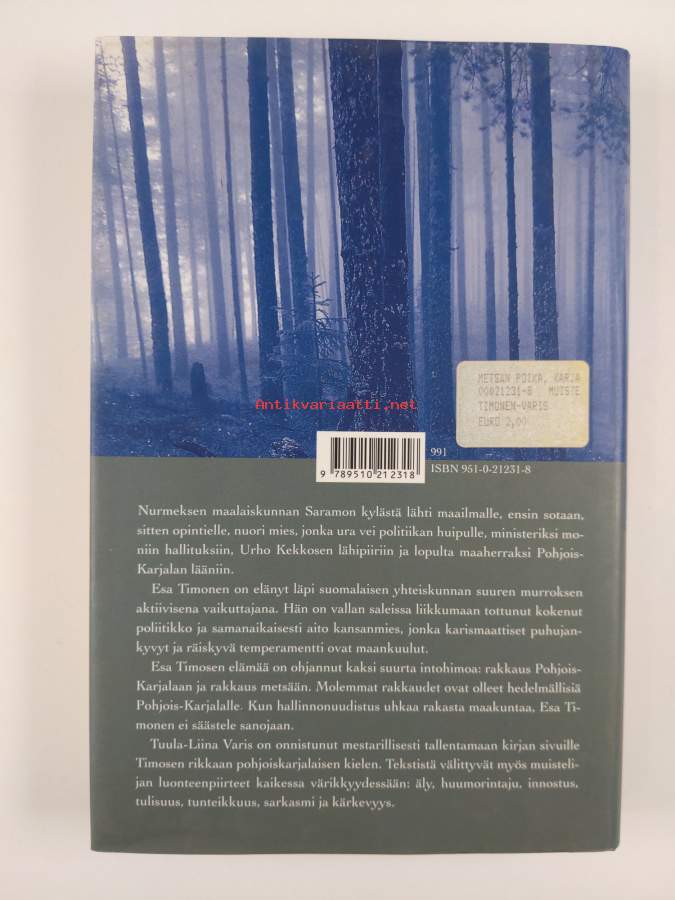 METSÄN POIKA, KARJA
00021231-8 MUISTE
TIMONEN-VARIS
EURO 2,00
Antikvariaatti.net
991
ISBN 951-0-21231-8
9 789510 212318
Nurmeksen maalaiskunnan Saramon kylästä lähti maailmalle, ensin sotaan,
sitten opintielle, nuori mies, jonka ura vei politiikan huipulle, ministeriksi mo-
niin hallituksiin, Urho Kekkosen lähipiiriin ja lopulta maaherraksi Pohjois-
Karjalan lääniin.
Esa Timonen on elänyt läpi suomalaisen yhteiskunnan suuren murroksen
aktiivisena vaikuttajana. Hän on vallan saleissa liikkumaan tottunut kokenut
poliitikko ja samanaikaisesti aito kansanmies, jonka karismaattiset puhujan-
kyvyt ja räiskyvä temperamentti ovat maankuulut.
Esa Timosen elämää on ohjannut kaksi suurta intohimoa: rakkaus Pohjois-
Karjalaan ja rakkaus metsään. Molemmat rakkaudet ovat olleet hedelmällisiä
Pohjois-Karjalalle. Kun hallinnonuudistus uhkaa rakasta maakuntaa, Esa Ti-
monen ei säästele sanojaan.
Tuula-Liina Varis on onnistunut mestarillisesti tallentamaan kirjan sivuille
Timosen rikkaan pohjoiskarjalaisen kielen. Tekstistä välittyvät myös muisteli-
jan luonteenpiirteet kaikessa värikkyydessään: äly, huumorintaju, innostus,
tulisuus, tunteikkuus, sarkasmi ja kärkevyys.